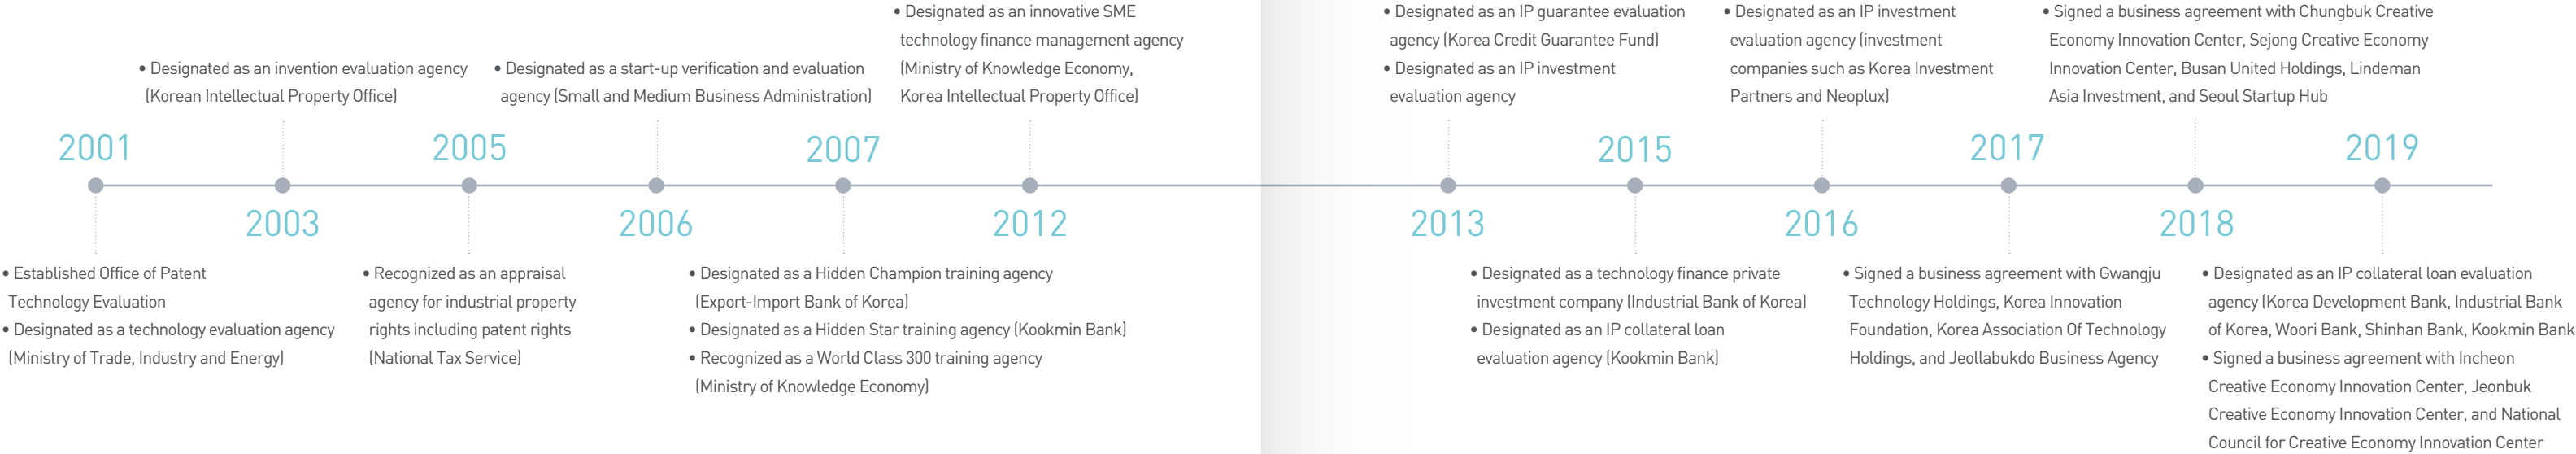 2001
• Established Office of Patent
Technology Evaluation
• Designated as a technology evaluation agency
(Ministry of Trade, Industry and Energy)
• Designated as an invention evaluation agency
(Korean Intellectual Property Office)
2003
2005
• Recognized as an appraisal
agency for industrial property
rights including patent rights
(National Tax Service)
• Designated as a start-up verification and evaluation
agency (Small and Medium Business Administration)
2006
2007
• Designated as a Hidden Champion training agency
(Export-Import Bank of Korea)
• Designated as a Hidden Star training agency (Kookmin Bank)
• Recognized as a World Class 300 training agency
(Ministry of Knowledge Economy)
• Designated as an innovative SME
technology finance management agency
(Ministry of Knowledge Economy,
Korea Intellectual Property Office)
2012
• Designated as an IP guarantee evaluation
agency (Korea Credit Guarantee Fund)
• Designated as an IP investment
evaluation agency
2013
2015
• Designated as a technology finance private
investment company (Industrial Bank of Korea)
• Designated as an IP collateral loan
evaluation agency (Kookmin Bank)
• Designated as an IP investment
evaluation agency (investment
companies such as Korea Investment
Partners and Neoplux)
2016
2017
• Signed a business agreement with Gwangju
Technology Holdings, Korea Innovation
Foundation, Korea Association Of Technology
Holdings, and Jeollabukdo Business Agency
• Signed a business agreement with Chungbuk Creative
Economy Innovation Center, Sejong Creative Economy
Innovation Center, Busan United Holdings, Lindeman
Asia Investment, and Seoul Startup Hub
2018
2019
• Designated as an IP collateral loan evaluation
agency (Korea Development Bank, Industrial Bank
of Korea, Woori Bank, Shinhan Bank, Kookmin Bank
• Signed a business agreement with Incheon
Creative Economy Innovation Center, Jeonbuk
Creative Economy Innovation Center, and National
Council for Creative Economy Innovation Center